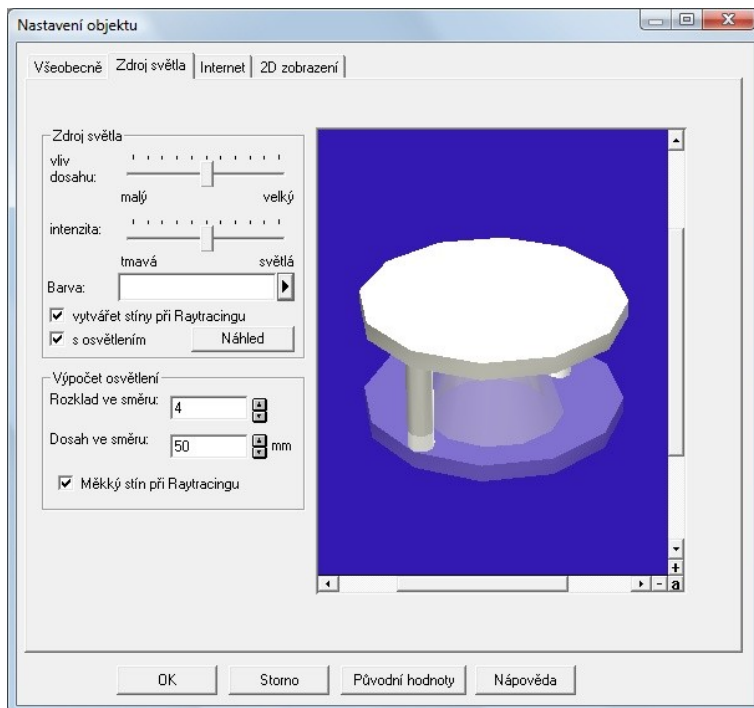 Nastavení objektu
Všeobecně Zdroj světla Internet 2D zobrazení
Zdroj světla
vliv
dosahu:
malý velký
intenzita:
tmavá světlá
Barva:
vytvářet stíny při Raytracingu
s osvětlením Náhled
Výpočet osvětlení
Rozklad ve směru: 4
Dosah ve směru: 50 mm
Měkký stín při Raytracingu
+
- a
OK Storno Původní hodnoty Nápověda